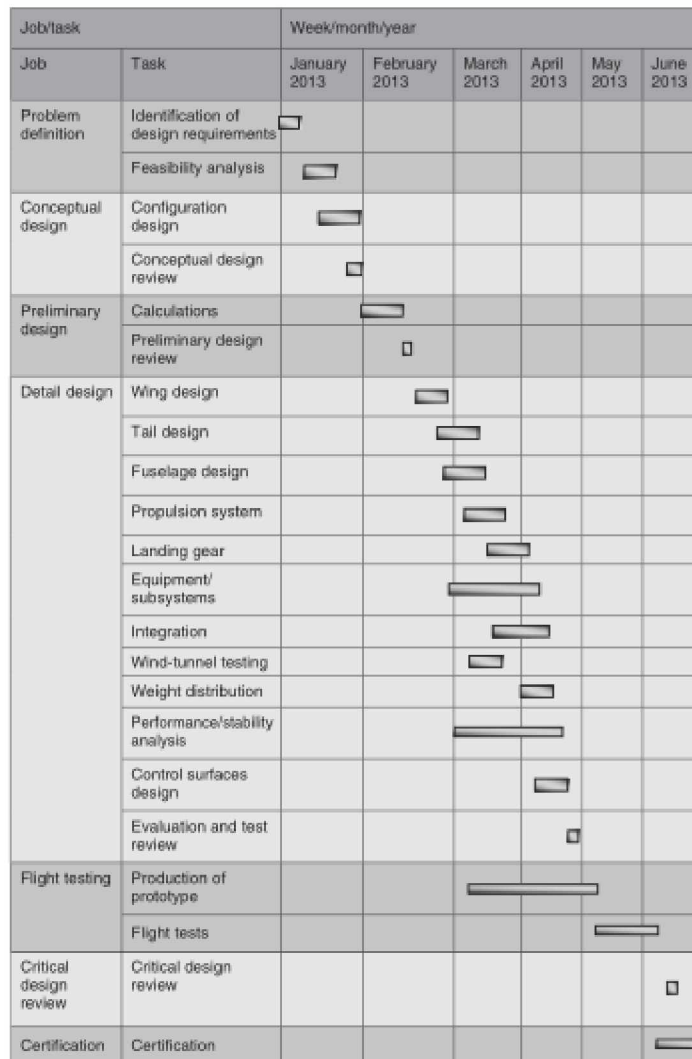 Job/task
Week/month/year
Job
Task
January
2013
February
2013
March
2013
April
2013
May
2013
June
2013
Problem
definition
Identification of
design requirements
Feasibility analysis
Conceptual
design
Configuration
design
Conceptual design
review
Preliminary
design
Calculations
Preliminary design
review
Detail design
Wing design
Tail design
Fuselage design
Propulsion system
Landing gear
Equipment/
subsystems
Integration
Wind-tunnel testing
Weight distribution
Performance/stability
analysis
Control surfaces
design
Evaluation and test
review
Flight testing
Production of
prototype
Flight tests
Critical
design
review
Critical design
review
Certification
Certification